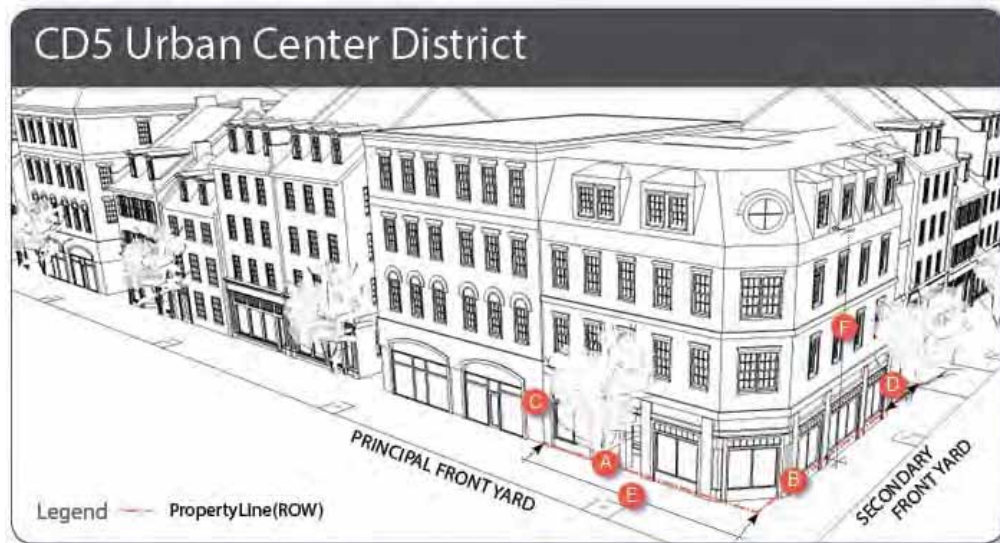 CD5 Urban Center District
F
D
C
PRINCIPAL FRONT YARD
A
B
E
SECONDARY
FRONT YARD
Legend PropertyLine(ROW)